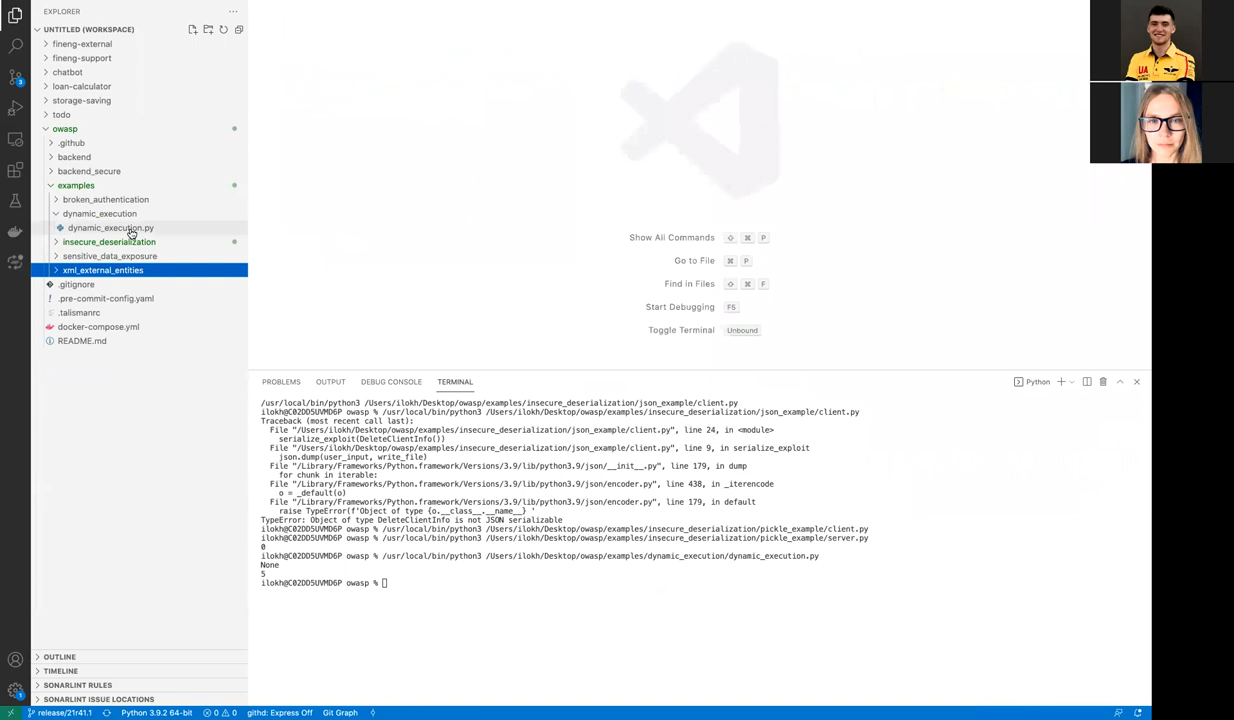 EXPLORER
UNTITLED (WORKSPACE)
fineng-external
fineng-support
chatbot
loan-calculator
storage-saving
todo
owasp
.github
backend
backend_secure
examples
broken_authentication
dynamic_execution
dynamic_execution.py
insecure_deserialization
sensitive_data_exposure
xml_external_entities
.gitignore
.pre-commit-config.yaml
.talismanrc
docker-compose.yml
README.md
OUTLINE
TIMELINE
SONARLINT RULES
SONARLINT ISSUE LOCATIONS
3
1
Show All Commands ⇧ ⌘ P
Go to File ⌘ P
Find in Files ⇧ ⌘ F
Start Debugging F5
Toggle Terminal Unbound
UA
PROBLEMS OUTPUT DEBUG CONSOLE TERMINAL Python
/usr/local/bin/python3 /Users/ilokh/Desktop/owasp/examples/insecure_deserialization/json_example/client.py
ilokh@C02DD5UVMD6P owasp % /usr/local/bin/python3 /Users/ilokh/Desktop/owasp/examples/insecure_deserialization/json_example/client.py
Traceback (most recent call last):
File "/Users/ilokh/Desktop/owasp/examples/insecure_deserialization/json_example/client.py", line 24, in <module>
serialize_exploit(DeleteClientInfo())
File "/Users/ilokh/Desktop/owasp/examples/insecure_deserialization/json_example/client.py", line 9, in serialize_exploit
json.dump(user_input, write_file)
File "/Library/Frameworks/Python.framework/Versions/3.9/lib/python3.9/json/__init__.py", line 179, in dump
for chunk in iterable:
File "/Library/Frameworks/Python.framework/Versions/3.9/lib/python3.9/json/encoder.py", line 438, in _iterencode
o = _default(o)
File "/Library/Frameworks/Python.framework/Versions/3.9/lib/python3.9/json/encoder.py", line 179, in default
raise TypeError(f'Object of type {o.__class__.__name__} '
TypeError: Object of type DeleteClientInfo is not JSON serializable
ilokh@C02DD5UVMD6P owasp % /usr/local/bin/python3 /Users/ilokh/Desktop/owasp/examples/insecure_deserialization/pickle_example/client.py
ilokh@C02DD5UVMD6P owasp % /usr/local/bin/python3 /Users/ilokh/Desktop/owasp/examples/insecure_deserialization/pickle_example/server.py
0
ilokh@C02DD5UVMD6P owasp % /usr/local/bin/python3 /Users/ilokh/Desktop/owasp/examples/dynamic_execution/dynamic_execution.py
None
5
ilokh@C02DD5UVMD6P owasp %
release/21r41.1 Python 3.9.2 64-bit 0 0 githd: Express Off Git Graph